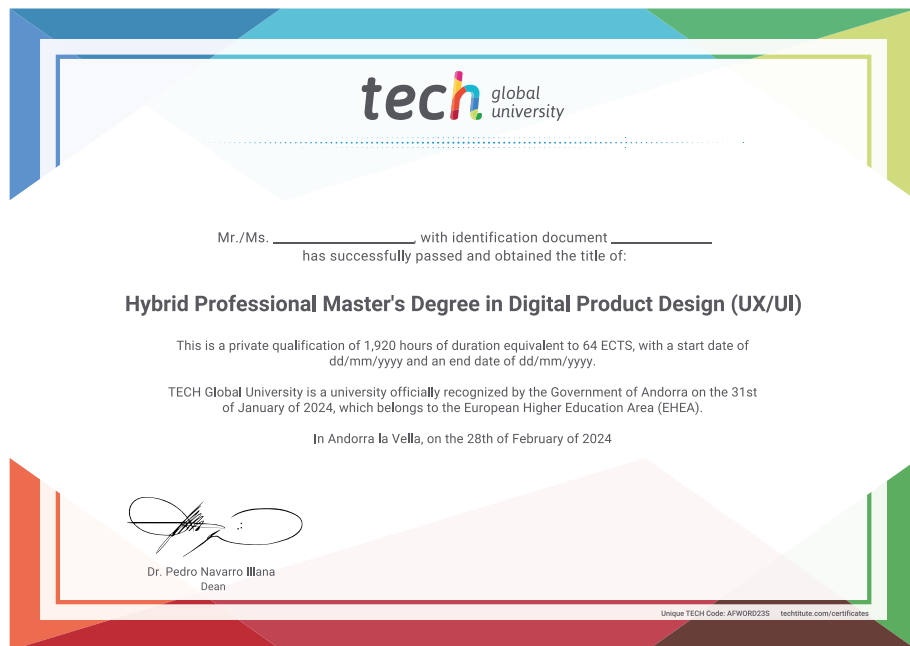 tech global university
Mr./Ms. ________________, with identification document ____________
has successfully passed and obtained the title of:
Hybrid Professional Master's Degree in Digital Product Design (UX/UI)
This is a private qualification of 1,920 hours of duration equivalent to 64 ECTS, with a start date of
dd/mm/yyyy and an end date of dd/mm/yyyy.
TECH Global University is a university officially recognized by the Government of Andorra on the 31st
of January of 2024, which belongs to the European Higher Education Area (EHEA).
In Andorra la Vella, on the 28th of February of 2024
Dr. Pedro Navarro Illana
Dean
Unique TECH Code: AFWORD23S techtitute.com/certificates